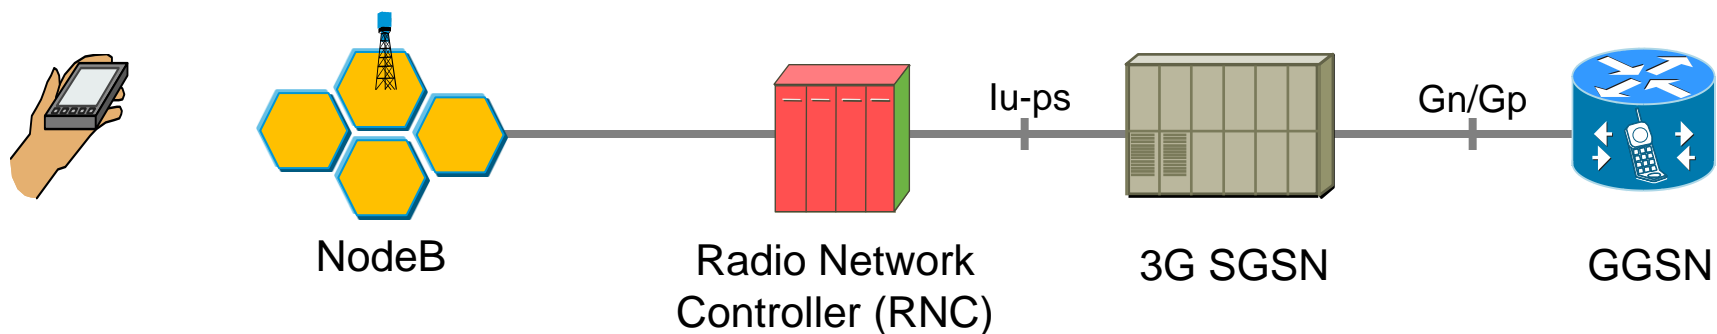 Iu-ps
Gn/Gp
NodeB
Radio Network
Controller (RNC)
3G SGSN
GGSN